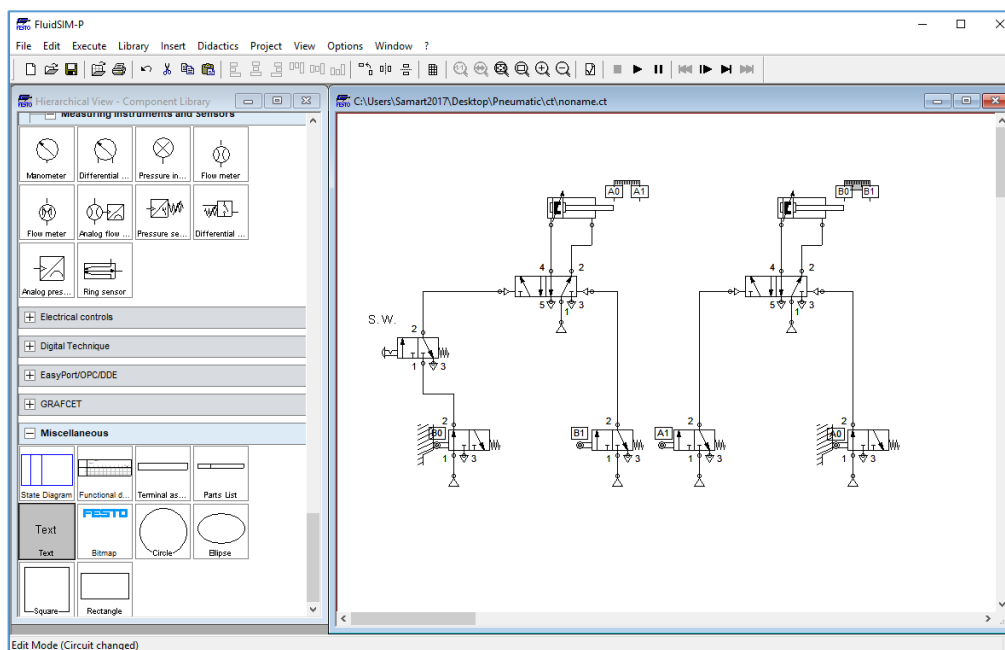 FESTO FluidSIM-P
File Edit Execute Library Insert Didactics Project View Options Window ?
FESTO Hierarchical View - Component Library
Measuring Instruments and Sensors
Manometer Differential ... Pressure in... Flow meter
Flow meter Analog flow ... Pressure se... Differential ...
Analog pres... Ring sensor
Electrical controls
Digital Technique
EasyPort/OPC/DDE
GRAFCET
Miscellaneous
State Diagram Functional d... Terminal as... Parts List
Text FESTO
Text Bitmap Circle Ellipse
Square Rectangle
FESTO C:\Users\Samart2017\Desktop\Pneumatic\ct\noname.ct
A0 A1 B0 B1
4 2 4 2
5 3 5 3
1 1
S.W.
2
1 3
2 2 2 2
B0 B1 A1 A0
1 3 1 3 1 3 1 3
Edit Mode (Circuit changed)